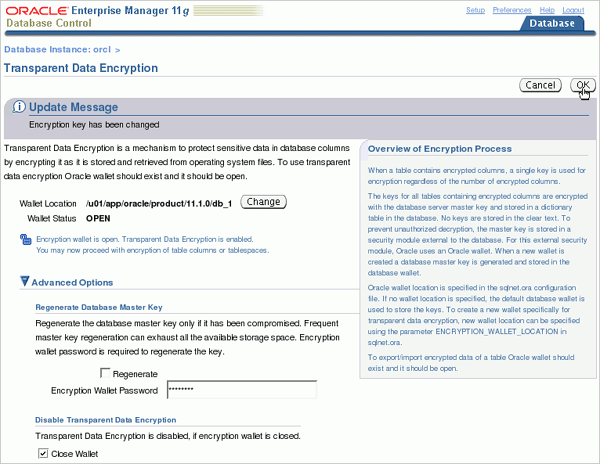 ORACLE Enterprise Manager 11g
Database Control
Setup Preferences Help Logout
Database
Database Instance: orcl >
Transparent Data Encryption
Cancel OK
Update Message
Encryption key has been changed
Transparent Data Encryption is a mechanism to protect sensitive data in database columns
by encrypting it as it is stored and retrieved from operating system files. To use transparent
data encryption Oracle wallet should exist and it should be open.
Wallet Location /u01/app/oracle/product/11.1.0/db_1 Change
Wallet Status OPEN
Encryption wallet is open. Transparent Data Encryption is enabled.
You may now proceed with encryption of table columns or tablespaces.
Advanced Options
Regenerate Database Master Key
Regenerate the database master key only if it has been compromised. Frequent
master key regeneration can exhaust all the available storage space. Encryption
wallet password is required to regenerate the key.
Regenerate
Encryption Wallet Password ********
Disable Transparent Data Encryption
Transparent Data Encryption is disabled, if encryption wallet is closed.
Close Wallet
Overview of Encryption Process
When a table contains encrypted columns, a single key is used for
encryption regardless of the number of encrypted columns.
The keys for all tables containing encrypted columns are encrypted
with the database server master key and stored in a dictionary
table in the database. No keys are stored in the clear text. To
prevent unauthorized decryption, the master key is stored in a
security module external to the database. For this external security
module, Oracle uses an Oracle wallet. When a new wallet is
created a database master key is generated and stored in the
database wallet.
Oracle wallet location is specified in the sqlnet.ora configuration
file. If no wallet location is specified, the default database wallet is
used to store the keys. To create a new wallet specifically for
transparent data encryption, new wallet location can be specified
using the parameter ENCRYPTION_WALLET_LOCATION in
sqlnet.ora.
To export/import encrypted data of a table Oracle wallet should
exist and it should be open.